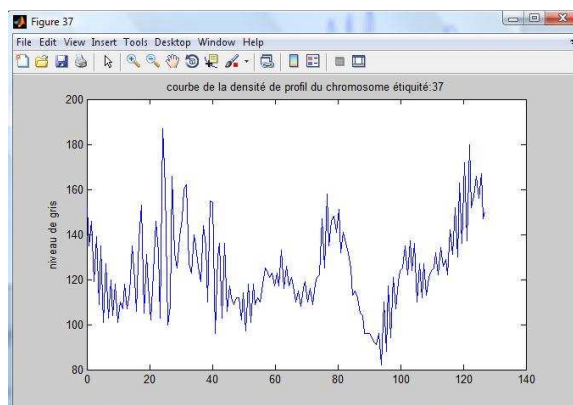 Figure 37
File Edit View Insert Tools Desktop Window Help
courbe de la densité de profil du chromosome étiquité:37
niveau de gris
200
180
160
140
120
100
80
0 20 40 60 80 100 120 140